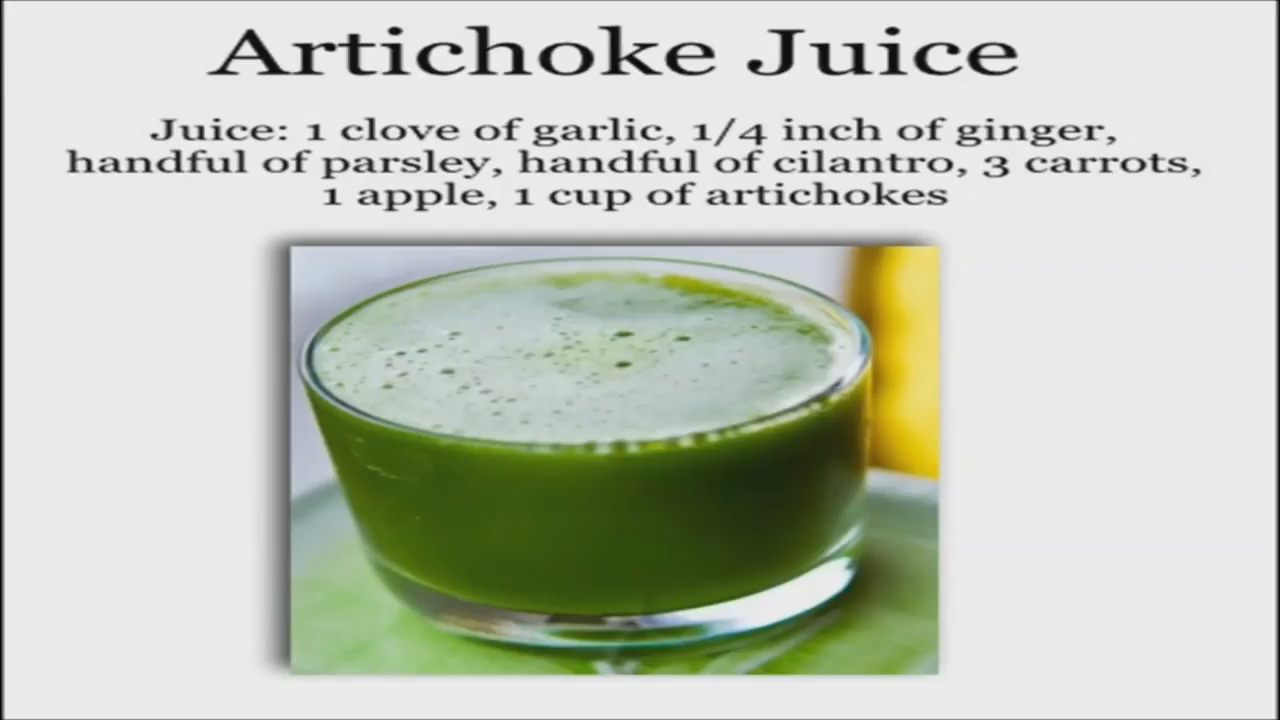 Artichoke Juice
Juice: 1 clove of garlic, 1/4 inch of ginger,
handful of parsley, handful of cilantro, 3 carrots,
1 apple, 1 cup of artichokes